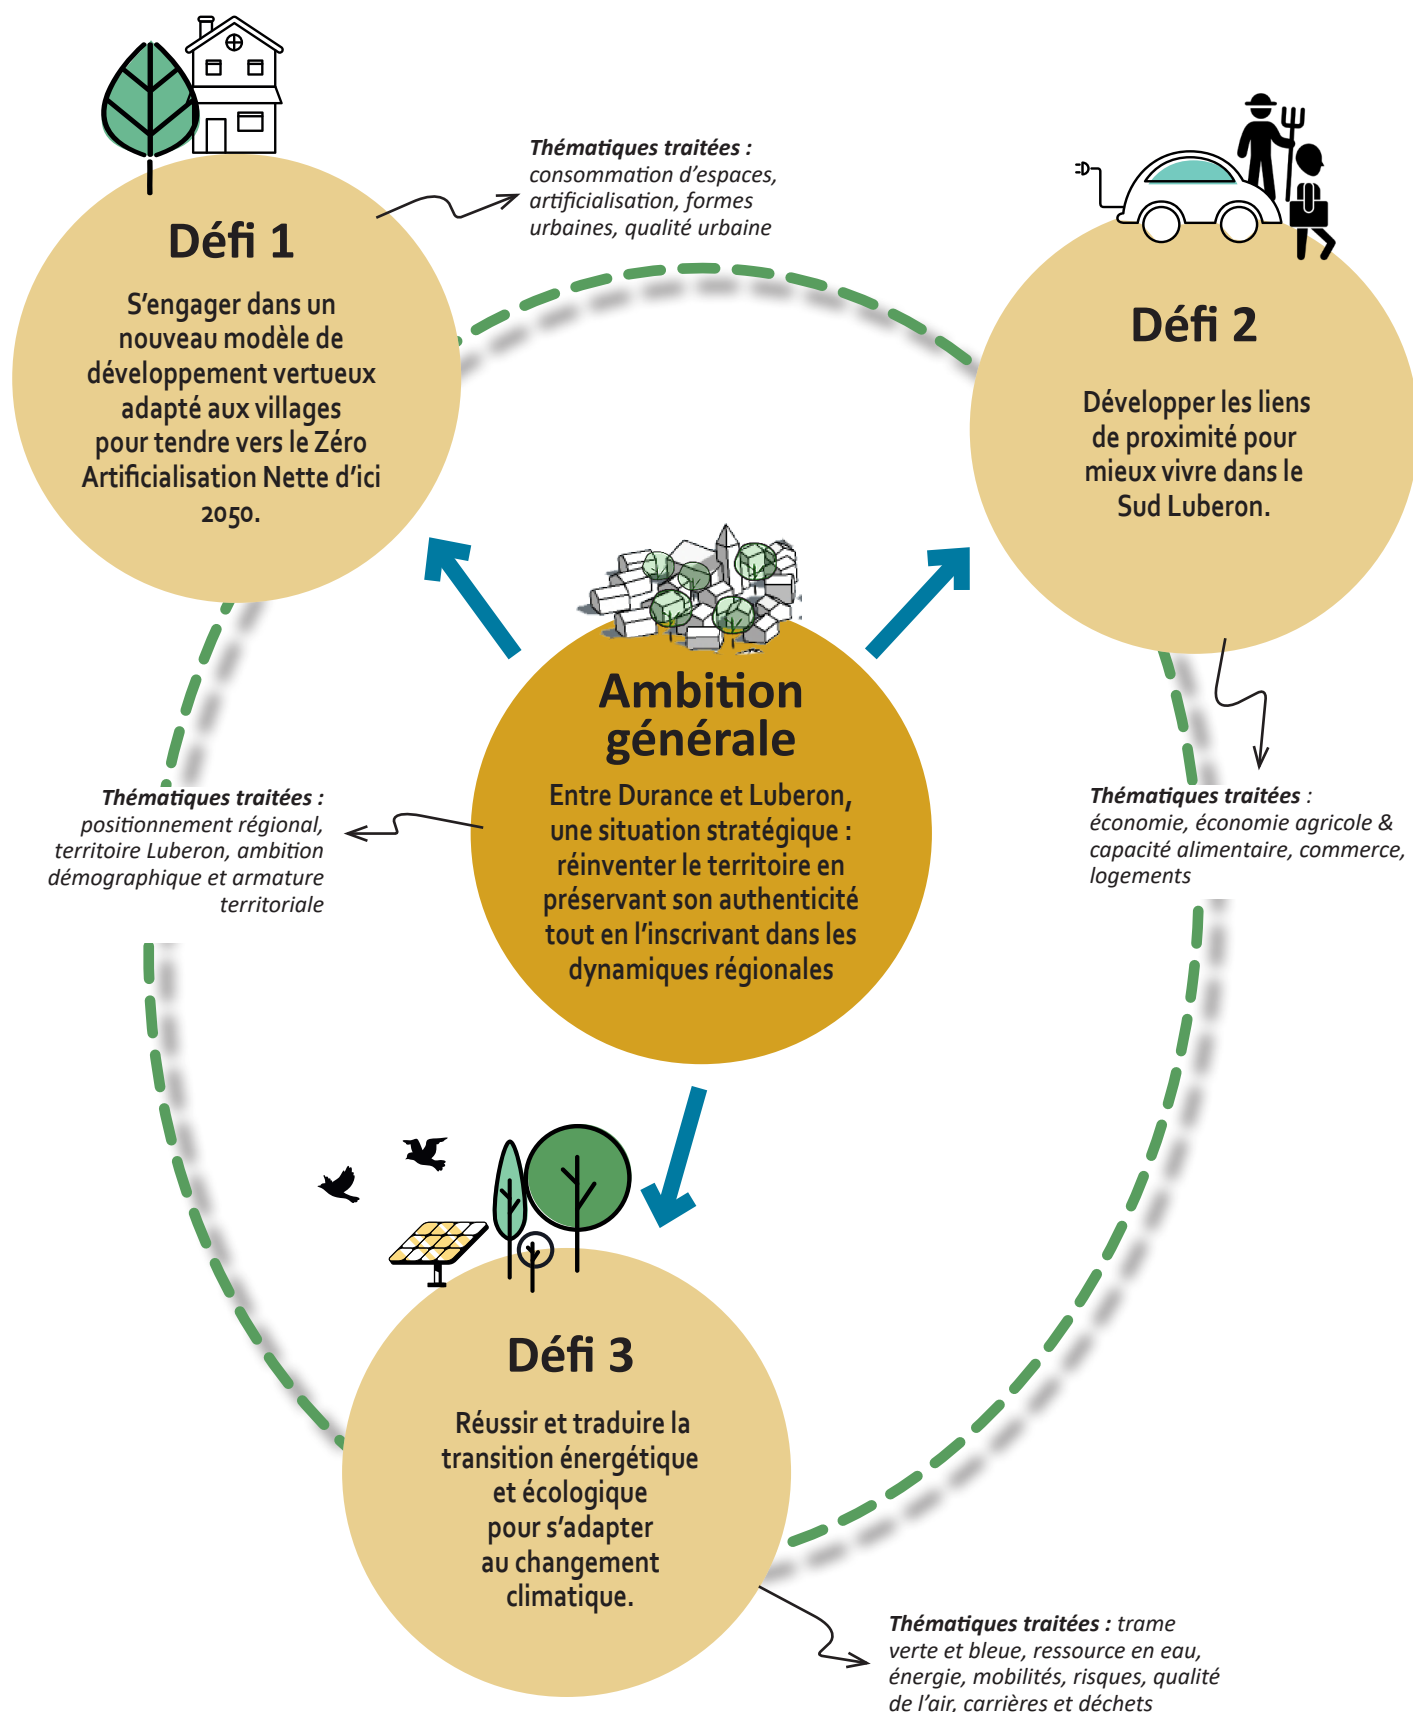 Défi 1
S'engager dans un
nouveau modèle de
développement vertueux
adapté aux villages
pour tendre vers le Zéro
Artificialisation Nette d'ici
2050.
Thématiques traitées :
consommation d'espaces,
artificialisation, formes
urbaines, qualité urbaine
Défi 2
Développer les liens
de proximité pour
mieux vivre dans le
Sud Luberon.
Ambition
générale
Entre Durance et Luberon,
une situation stratégique :
réinventer le territoire en
préservant son authenticité
tout en l'inscrivant dans les
dynamiques régionales
Thématiques traitées :
positionnement régional,
territoire Luberon, ambition
démographique et armature
territoriale
Thématiques traitées :
économie, économie agricole &
capacité alimentaire, commerce,
logements
Défi 3
Réussir et traduire la
transition énergétique
et écologique
pour s'adapter
au changement
climatique.
Thématiques traitées : trame
verte et bleue, ressource en eau,
énergie, mobilités, risques, qualité
de l'air, carrières et déchets